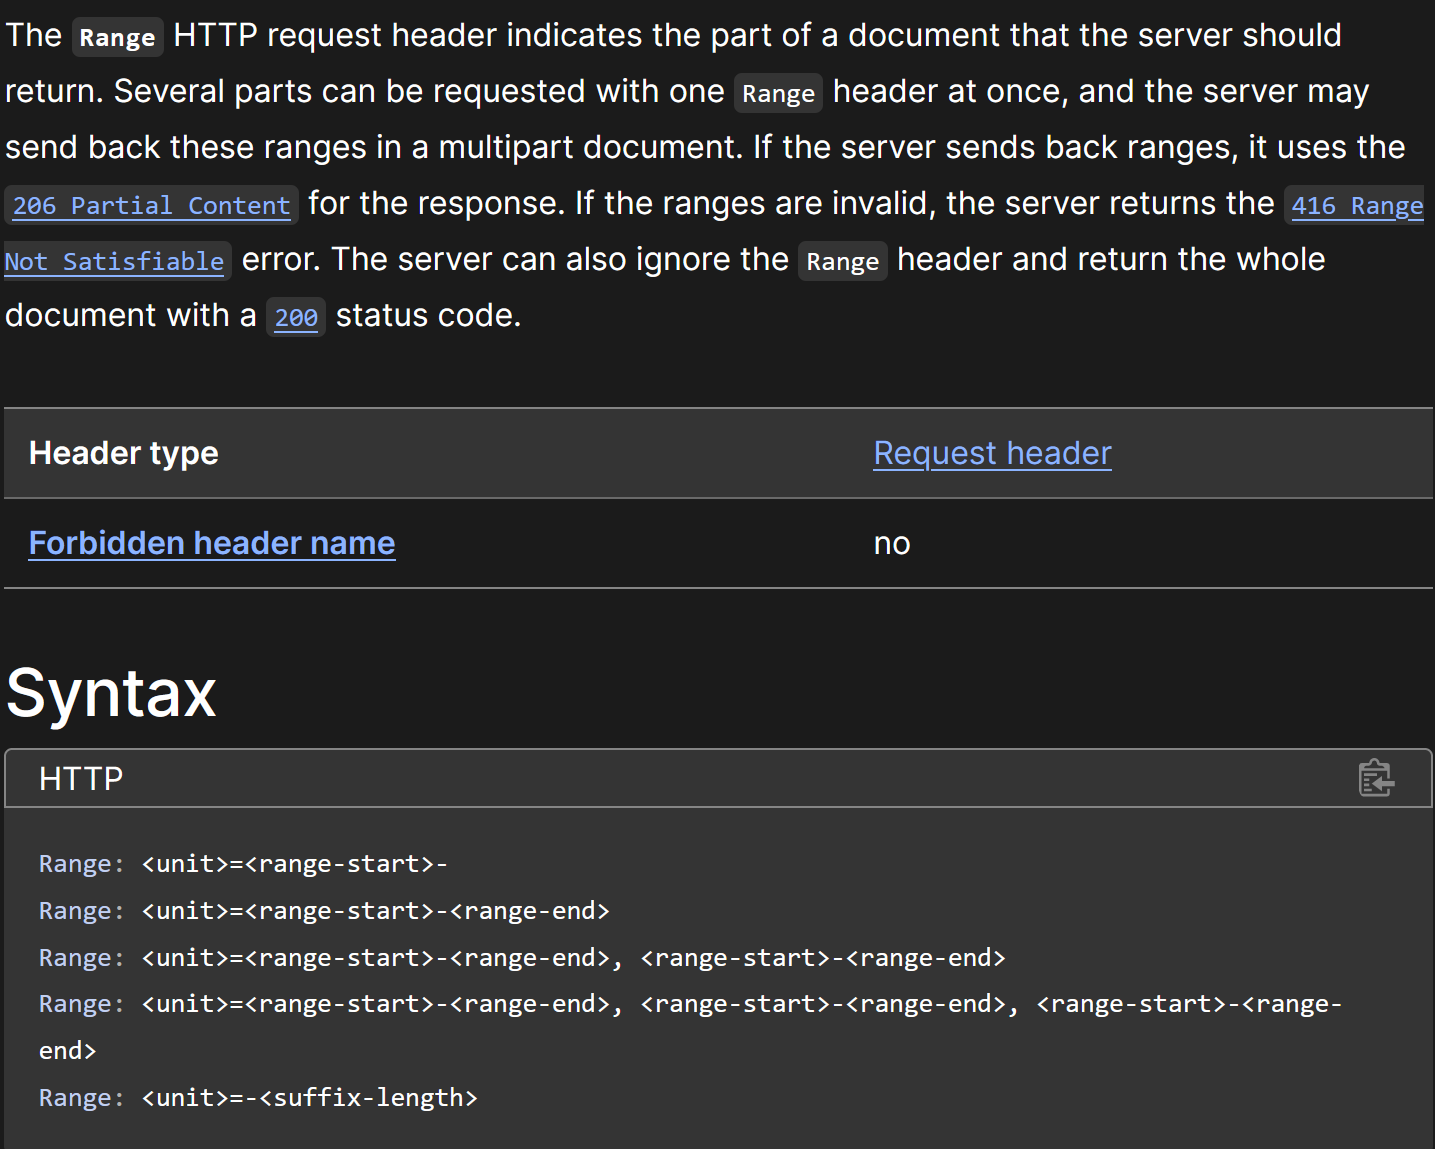 The Range HTTP request header indicates the part of a document that the server should
return. Several parts can be requested with one Range header at once, and the server may
send back these ranges in a multipart document. If the server sends back ranges, it uses the
206 Partial Content for the response. If the ranges are invalid, the server returns the 416 Range
Not Satisfiable error. The server can also ignore the Range header and return the whole
document with a 200 status code.
Header type Request header
Forbidden header name no
Syntax
HTTP
Range: <unit>=<range-start>-
Range: <unit>=<range-start>-<range-end>
Range: <unit>=<range-start>-<range-end>, <range-start>-<range-end>
Range: <unit>=<range-start>-<range-end>, <range-start>-<range-end>, <range-start>-<range-
end>
Range: <unit>=-<suffix-length>